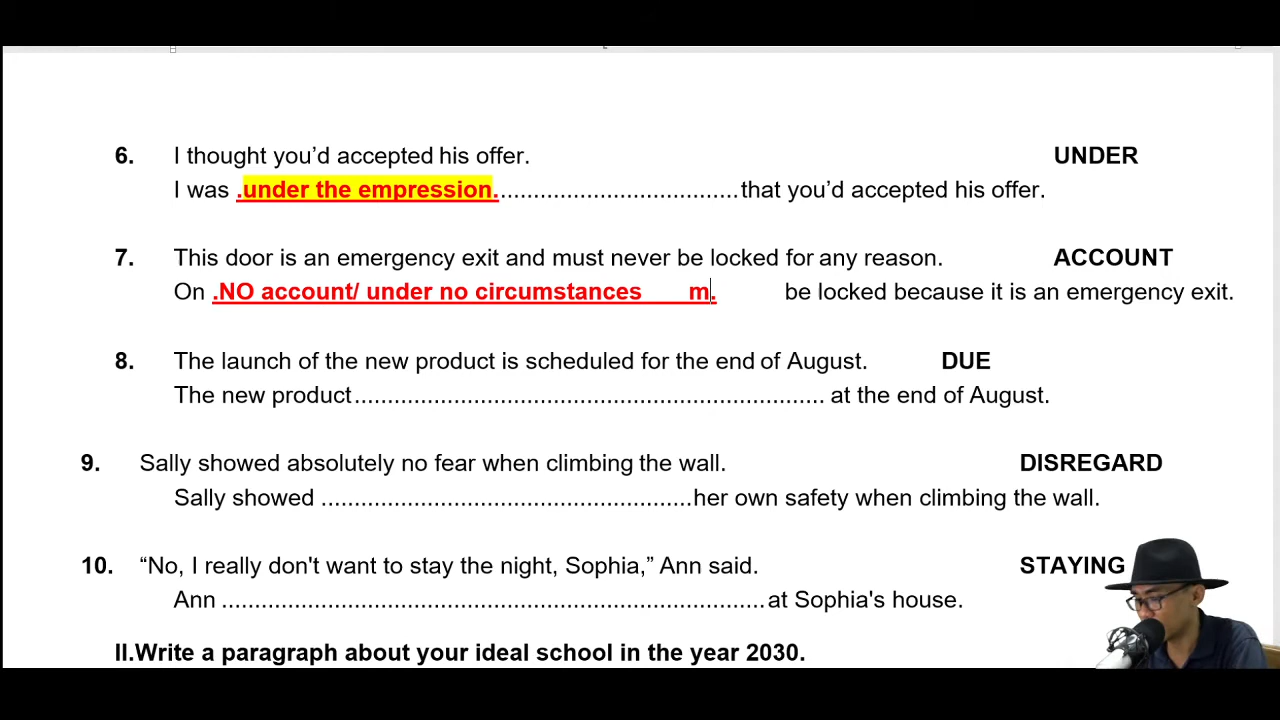 6. I thought you’d accepted his offer. UNDER
I was .under the empression.................................... that you’d accepted his offer.
7. This door is an emergency exit and must never be locked for any reason. ACCOUNT
On .NO account/ under no circumstances m. be locked because it is an emergency exit.
8. The launch of the new product is scheduled for the end of August. DUE
The new product....................................................................... at the end of August.
9. Sally showed absolutely no fear when climbing the wall. DISREGARD
Sally showed ........................................................her own safety when climbing the wall.
10. “No, I really don't want to stay the night, Sophia,” Ann said. STAYING
Ann ..................................................................................at Sophia's house.
II.Write a paragraph about your ideal school in the year 2030.